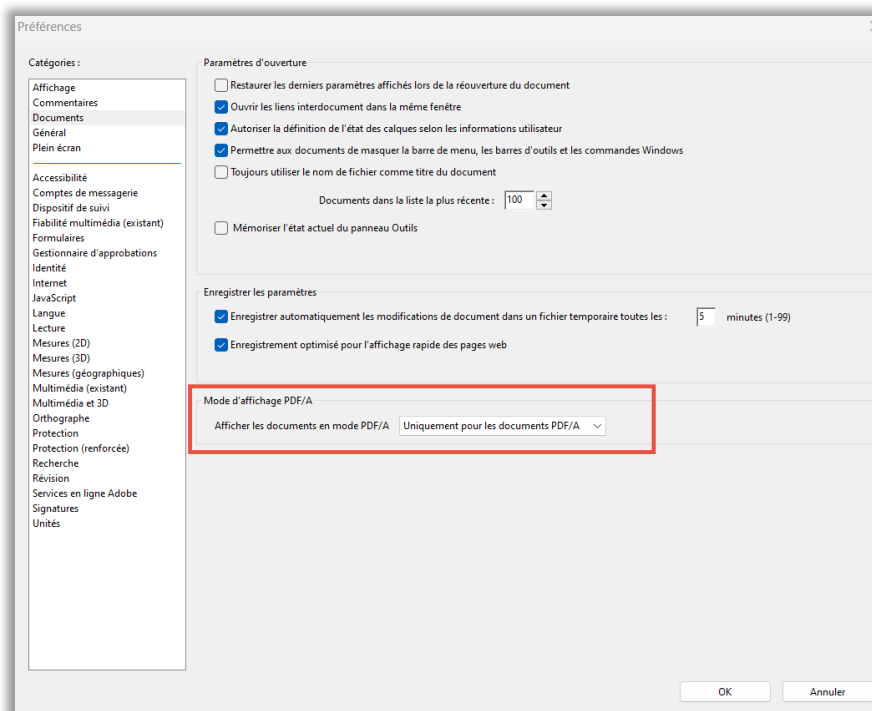 Préférences
Catégories :
Affichage
Commentaires
Documents
Général
Plein écran
Accessibilité
Comptes de messagerie
Dispositif de suivi
Fiabilité multimédia (existant)
Formulaires
Gestionnaire d'approbations
Identité
Internet
JavaScript
Langue
Lecture
Mesures (2D)
Mesures (3D)
Mesures (géographiques)
Multimédia (existant)
Multimédia et 3D
Orthographe
Protection
Protection (renforcée)
Recherche
Révision
Services en ligne Adobe
Signatures
Unités
Paramètres d'ouverture
Restaurer les derniers paramètres affichés lors de la réouverture du document
Ouvrir les liens interdocument dans la même fenêtre
Autoriser la définition de l'état des calques selon les informations utilisateur
Permettre aux documents de masquer la barre de menu, les barres d'outils et les commandes Windows
Toujours utiliser le nom de fichier comme titre du document
Documents dans la liste la plus récente : 100
Mémoriser l'état actuel du panneau Outils
Enregistrer les paramètres
Enregistrer automatiquement les modifications de document dans un fichier temporaire toutes les : 5 minutes (1-99)
Enregistrement optimisé pour l'affichage rapide des pages web
Mode d'affichage PDF/A
Afficher les documents en mode PDF/A Uniquement pour les documents PDF/A
OK Annuler